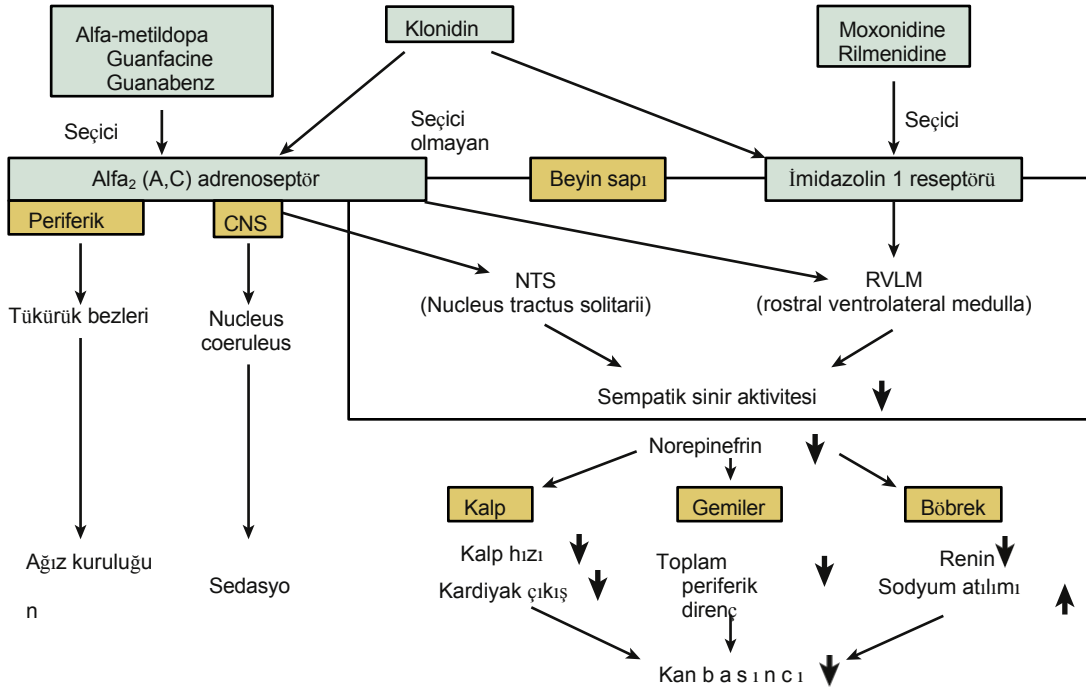 Alfa-metildopa
Guanfacine
Guanabenz
Klonidin
Moxonidine
Rilmenidine
Seçici
Seçici
olmayan
Seçici
Alfa₂ (A,C) adrenoseptör
Beyin sapı
İmidazolin 1 reseptörü
Periferik
CNS
NTS
(Nucleus tractus solitarii)
RVLM
(rostral ventrolateral medulla)
Tükürük bezleri
Nucleus
coeruleus
Sempatik sinir aktivitesi
Norepinefrin
Kalp
Gemiler
Böbrek
Ağız kuruluğu
n
Sedasyo
Kalp hızı
Kardiyak çıkış
Toplam
periferik
direnç
Renin
Sodyum atılımı
Kan b a s ı n c ı